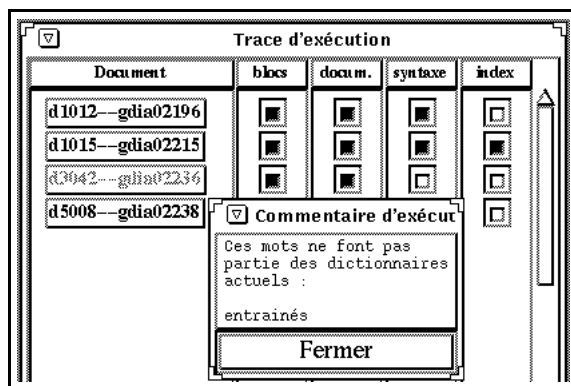 Trace d'exécution
Document blocs docum. syntaxe index
d1012--gdia02196
d1015--gdia02215
d3042--gdia02236
d5008--gdia02238
Commentaire d'exécut
Ces mots ne font pas
partie des dictionnaires
actuels :
entrainés
Fermer